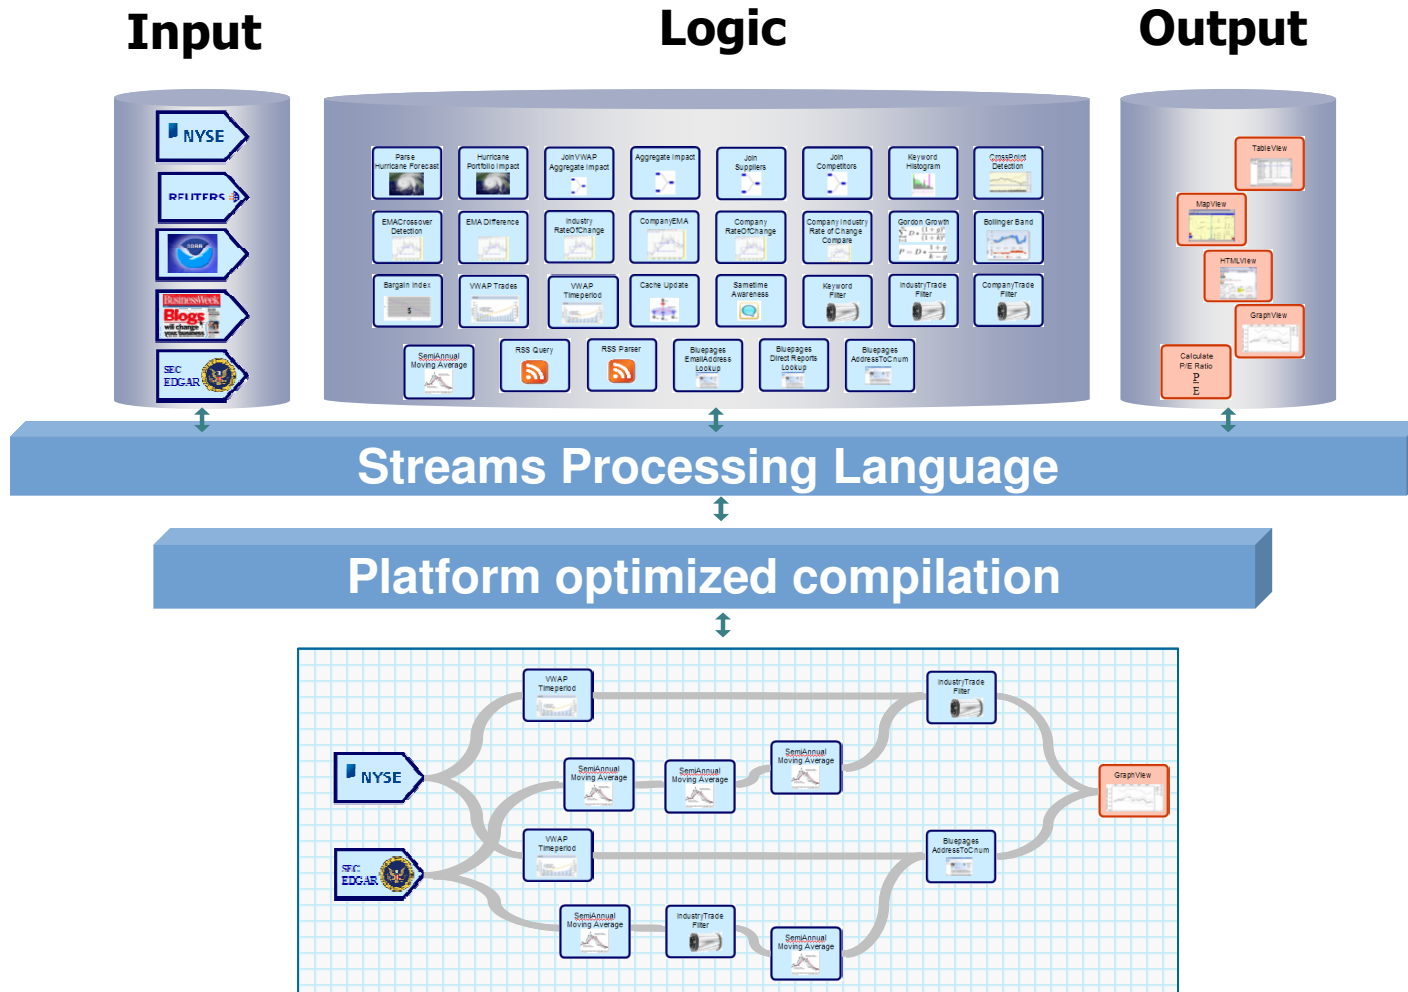 Input
Logic
Output
NYSE
REUTERS
NOAA
BusinessWeek
Blogs
will change
your business
SEC
EDGAR
Parse
Hurricane Forecast
Hurricane
Portfolio Impact
JoinVWAP
Aggregate Impact
Aggregate Impact
Join
Suppliers
Join
Competitors
Keyword
Histogram
CrossPoint
Detection
EMACrossover
Detection
EMA Difference
Industry
RateOfChange
CompanyEMA
Company
RateOfChange
Company Industry
Rate of Change
Compare
Gordon Growth
Bollinger Band
Bargain Index
$
VWAP Trades
VWAP
Timeperiod
Cache Update
Sametime
Awareness
Keyword
Filter
IndustryTrade
Filter
CompanyTrade
Filter
SemiAnnual
Moving Average
RSS Query
RSS Parser
Bluepages
EmailAddress
Lookup
Bluepages
Direct Reports
Lookup
Bluepages
AddressToCnum
TableView
MapView
HTMLView
GraphView
Calculate
P/E Ratio
P
E
Streams Processing Language
Platform optimized compilation
VWAP
Timeperiod
IndustryTrade
Filter
NYSE
SemiAnnual
Moving Average
SemiAnnual
Moving Average
SemiAnnual
Moving Average
GraphView
VWAP
Timeperiod
Bluepages
AddressToCnum
SEC
EDGAR
SemiAnnual
Moving Average
IndustryTrade
Filter
SemiAnnual
Moving Average